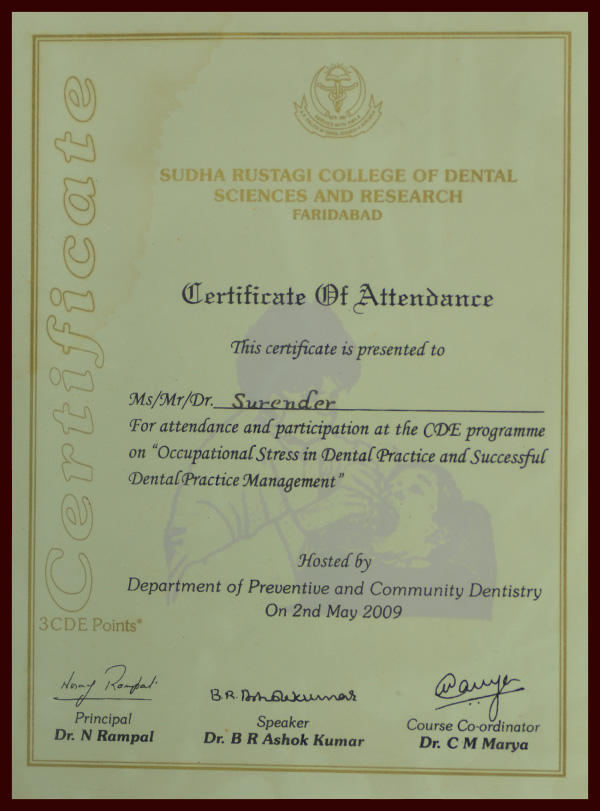 Certificate
SUDHA RUSTAGI COLLEGE OF DENTAL
SCIENCES AND RESEARCH
FARIDABAD
Certificate Of Attendance
This certificate is presented to
Ms/Mr/Dr. Surender
For attendance and participation at the CDE programme
on "Occupational Stress in Dental Practice and Successful
Dental Practice Management"
Hosted by
Department of Preventive and Community Dentistry
On 2nd May 2009
3CDE Points*
B.R. Ashokkumar
Principal
Dr. N Rampal
Speaker
Dr. B R Ashok Kumar
Course Co-ordinator
Dr. C M Marya